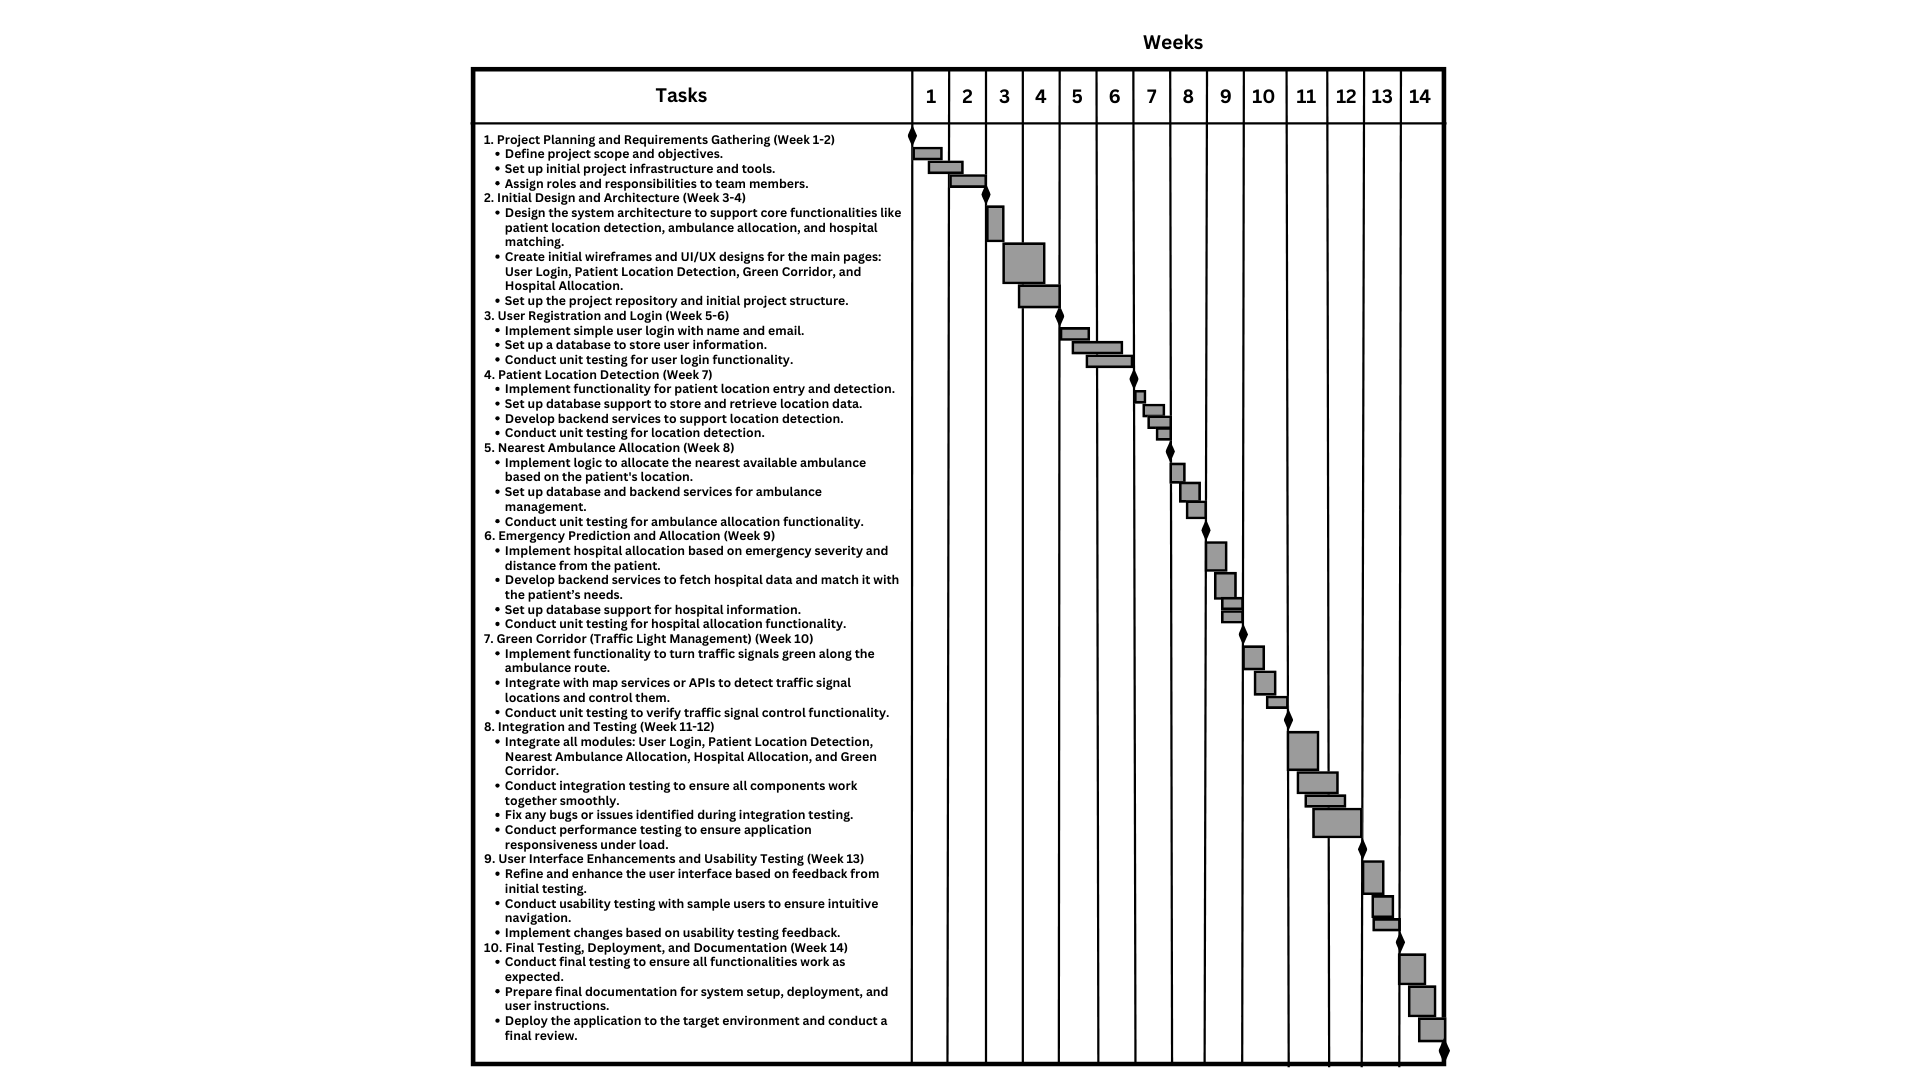 Weeks
Tasks 1 2 3 4 5 6 7 8 9 10 11 12 13 14
1. Project Planning and Requirements Gathering (Week 1-2)
• Define project scope and objectives.
• Set up initial project infrastructure and tools.
• Assign roles and responsibilities to team members.
2. Initial Design and Architecture (Week 3-4)
• Design the system architecture to support core functionalities like
patient location detection, ambulance allocation, and hospital
matching.
• Create initial wireframes and UI/UX designs for the main pages:
User Login, Patient Location Detection, Green Corridor, and
Hospital Allocation.
• Set up the project repository and initial project structure.
3. User Registration and Login (Week 5-6)
• Implement simple user login with name and email.
• Set up a database to store user information.
• Conduct unit testing for user login functionality.
4. Patient Location Detection (Week 7)
• Implement functionality for patient location entry and detection.
• Set up database support to store and retrieve location data.
• Develop backend services to support location detection.
• Conduct unit testing for location detection.
5. Nearest Ambulance Allocation (Week 8)
• Implement logic to allocate the nearest available ambulance
based on the patient's location.
• Set up database and backend services for ambulance
management.
• Conduct unit testing for ambulance allocation functionality.
6. Emergency Prediction and Allocation (Week 9)
• Implement hospital allocation based on emergency severity and
distance from the patient.
• Develop backend services to fetch hospital data and match it with
the patient’s needs.
• Set up database support for hospital information.
• Conduct unit testing for hospital allocation functionality.
7. Green Corridor (Traffic Light Management) (Week 10)
• Implement functionality to turn traffic signals green along the
ambulance route.
• Integrate with map services or APIs to detect traffic signal
locations and control them.
• Conduct unit testing to verify traffic signal control functionality.
8. Integration and Testing (Week 11-12)
• Integrate all modules: User Login, Patient Location Detection,
Nearest Ambulance Allocation, Hospital Allocation, and Green
Corridor.
• Conduct integration testing to ensure all components work
together smoothly.
• Fix any bugs or issues identified during integration testing.
• Conduct performance testing to ensure application
responsiveness under load.
9. User Interface Enhancements and Usability Testing (Week 13)
• Refine and enhance the user interface based on feedback from
initial testing.
• Conduct usability testing with sample users to ensure intuitive
navigation.
• Implement changes based on usability testing feedback.
10. Final Testing, Deployment, and Documentation (Week 14)
• Conduct final testing to ensure all functionalities work as
expected.
• Prepare final documentation for system setup, deployment, and
user instructions.
• Deploy the application to the target environment and conduct a
final review.